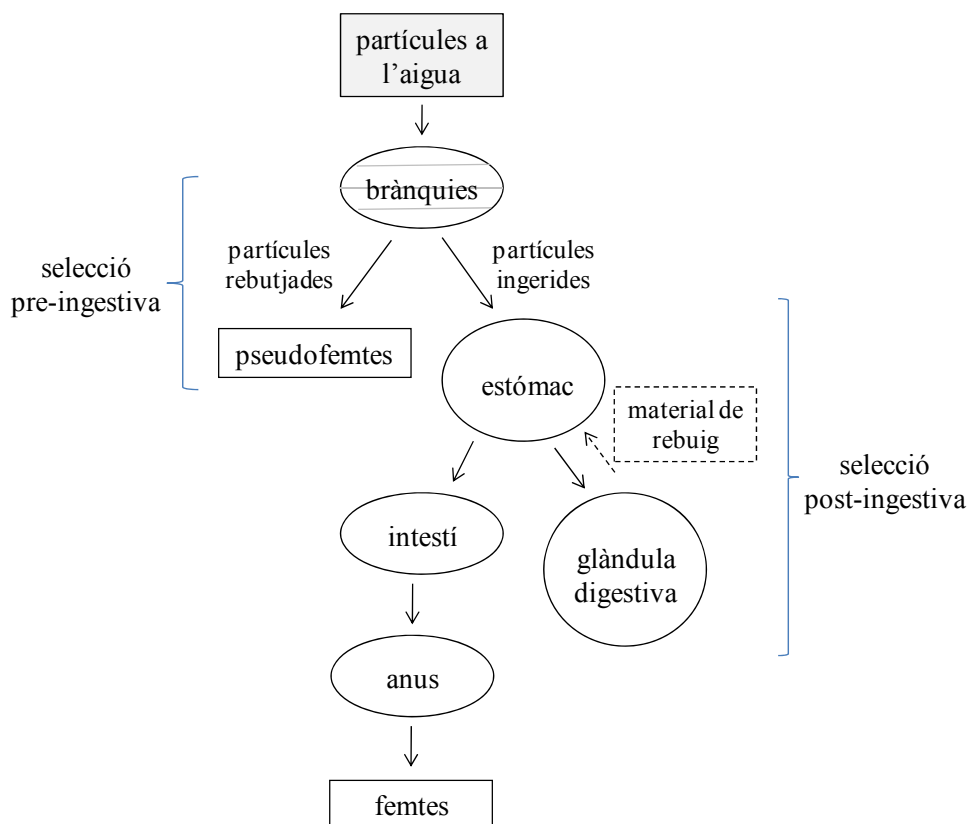 partícules a
l’aigua
brànquies
partícules
rebutjades
partícules
ingerides
selecció
pre-ingestiva
pseudofemtes
estómac
material de
rebuig
selecció
post-ingestiva
intestí
glàndula
digestiva
anus
femtes